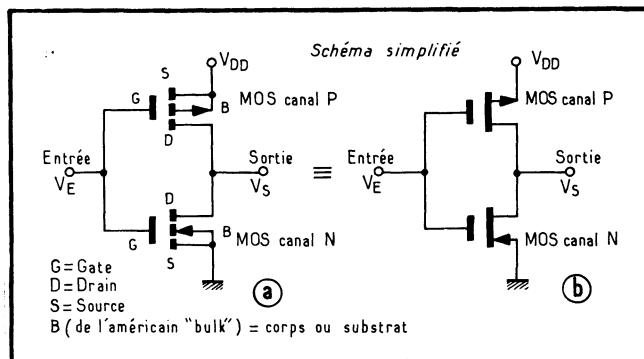 Schéma simplifié
VDD
S
G
B
MOS canal P
D
Entrée
VE
Sortie
VS
D
G
B
MOS canal N
S
G = Gate
D = Drain
S = Source
B (de l'américain "bulk") = corps ou substrat
a
≡
VDD
MOS canal P
Entrée
VE
Sortie
VS
MOS canal N
b